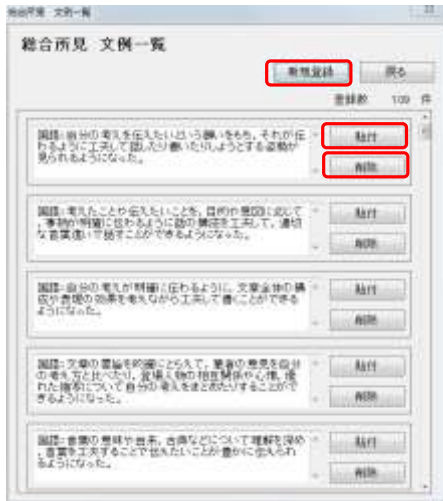 総合所見 文例一覧
総合所見 文例一覧
新規登録 戻る
登録数 109 件
国語:自分の考えを伝えたいという願いをもち、それが伝
わるように工夫して話したり書いたりしようとする姿勢が
見られるようになった。
貼付
削除
国語:考えたことや伝えたいことを、目的や意図に応じて
、事柄が明確に伝わるように話の構成を工夫して、適切
な言葉遣いで話すことができるようになった。
貼付
削除
国語:自分の考えが明確に伝わるように、文章全体の構
成や表現の効果を考えながら工夫して書くことができる
ようになった。
貼付
削除
国語:文章の要旨を的確にとらえて、筆者の意見を自分
の考え方と比べたり、登場人物の相互関係や心情、優
れた描写について自分の考えをまとめたりすることがで
きるようになった。
貼付
削除
国語:言葉の意味や由来、古典などについて理解を深め
、言葉を工夫することで伝えたいことが豊かに伝えられ
るようになった。
貼付
削除